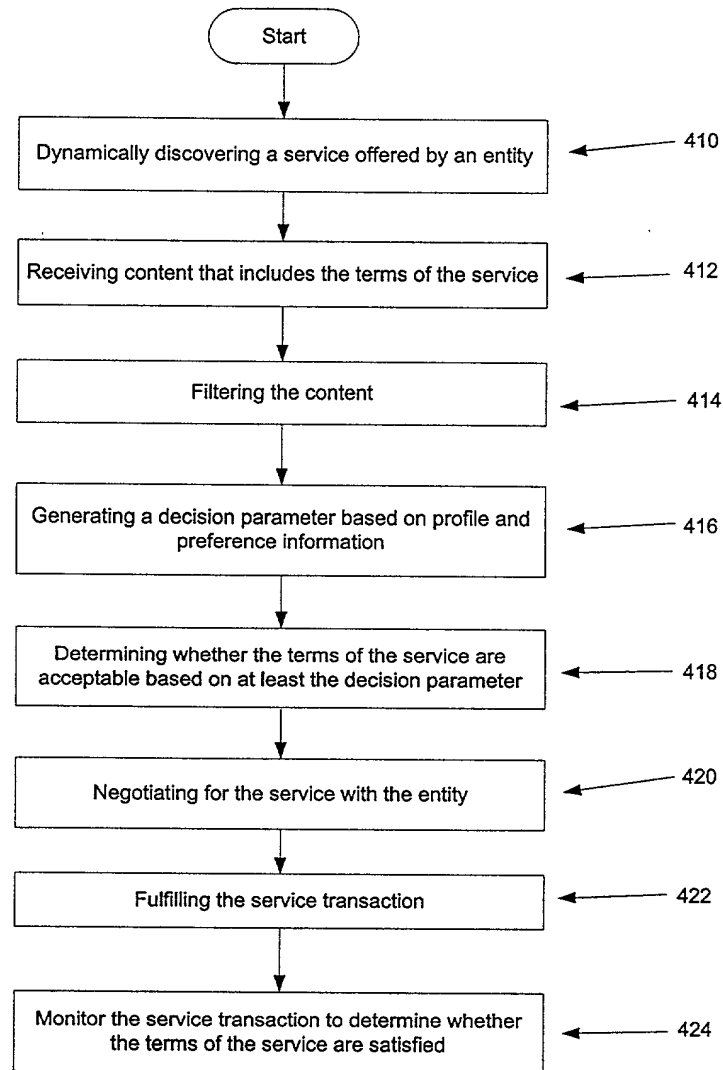 Start
Dynamically discovering a service offered by an entity
410
Receiving content that includes the terms of the service
412
Filtering the content
414
Generating a decision parameter based on profile and
preference information
416
Determining whether the terms of the service are
acceptable based on at least the decision parameter
418
Negotiating for the service with the entity
420
Fulfilling the service transaction
422
Monitor the service transaction to determine whether
the terms of the service are satisfied
424